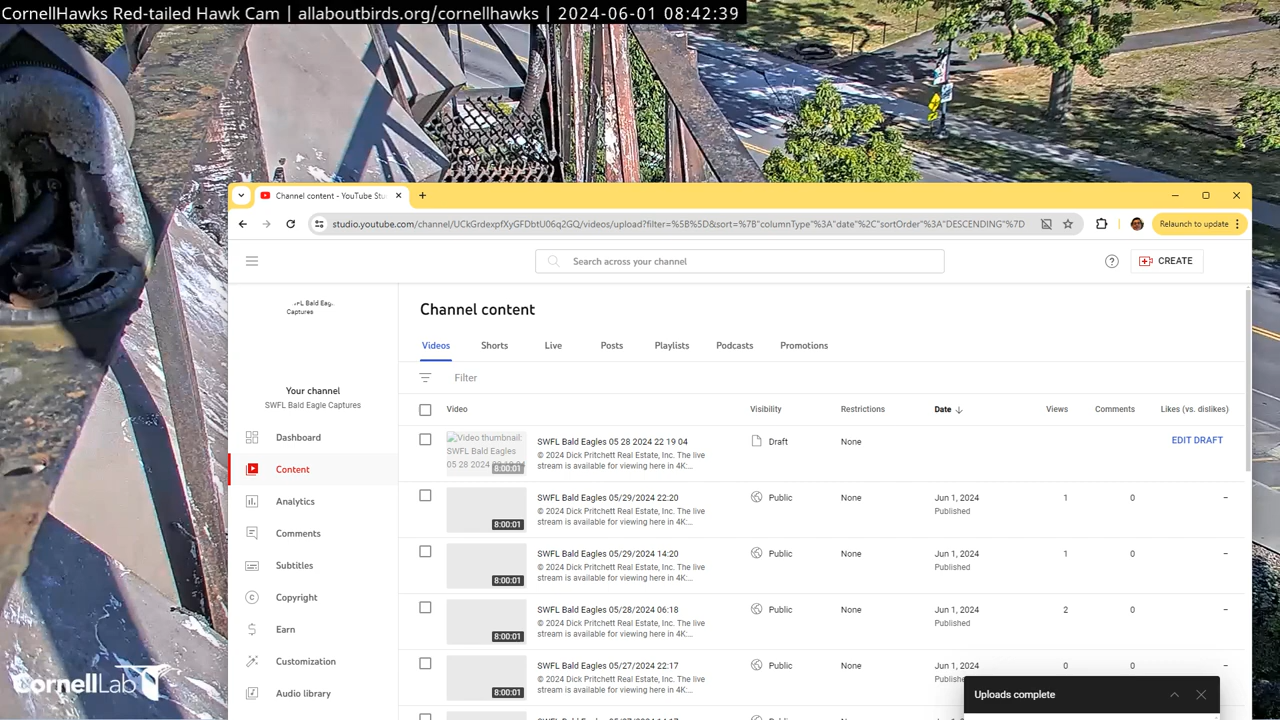 CornellHawks Red-tailed Hawk Cam | allaboutbirds.org/cornellhawks | 2024-06-01 08:42:39
Channel content - YouTube Stu
Relaunch to update
studio.youtube.com/channel/UCkGrdexpfXyGFDbtU06q2GQ/videos/upload?filter=%5B%5D&sort=%7B"columnType"%3A"date"%2C"sortOrder"%3A"DESCENDING"%7D
Search across your channel
CREATE
SWFL Bald Eag.
Captures
Your channel
SWFL Bald Eagle Captures
Dashboard
Content
Analytics
Comments
Subtitles
Copyright
Earn
Customization
Audio library
Channel content
Videos Shorts Live Posts Playlists Podcasts Promotions
Filter
Video Visibility Restrictions Date Views Comments Likes (vs. dislikes)
Video thumbnail:
SWFL Bald Eagles
05 28 2024 22
8:00:01
SWFL Bald Eagles 05 28 2024 22 19 04
© 2024 Dick Pritchett Real Estate, Inc. The live
stream is available for viewing here in 4K:...
Draft None EDIT DRAFT
8:00:01
SWFL Bald Eagles 05/29/2024 22:20
© 2024 Dick Pritchett Real Estate, Inc. The live
stream is available for viewing here in 4K:...
Public None Jun 1, 2024 1 0 –
Published
8:00:01
SWFL Bald Eagles 05/29/2024 14:20
© 2024 Dick Pritchett Real Estate, Inc. The live
stream is available for viewing here in 4K:...
Public None Jun 1, 2024 1 0 –
Published
8:00:01
SWFL Bald Eagles 05/28/2024 06:18
© 2024 Dick Pritchett Real Estate, Inc. The live
stream is available for viewing here in 4K:...
Public None Jun 1, 2024 2 0 –
Published
8:00:01
SWFL Bald Eagles 05/27/2024 22:17
© 2024 Dick Pritchett Real Estate, Inc. The live
stream is available for viewing here in 4K:...
Public None Jun 1, 2024 0 0 –
Uploads complete
CornellLab